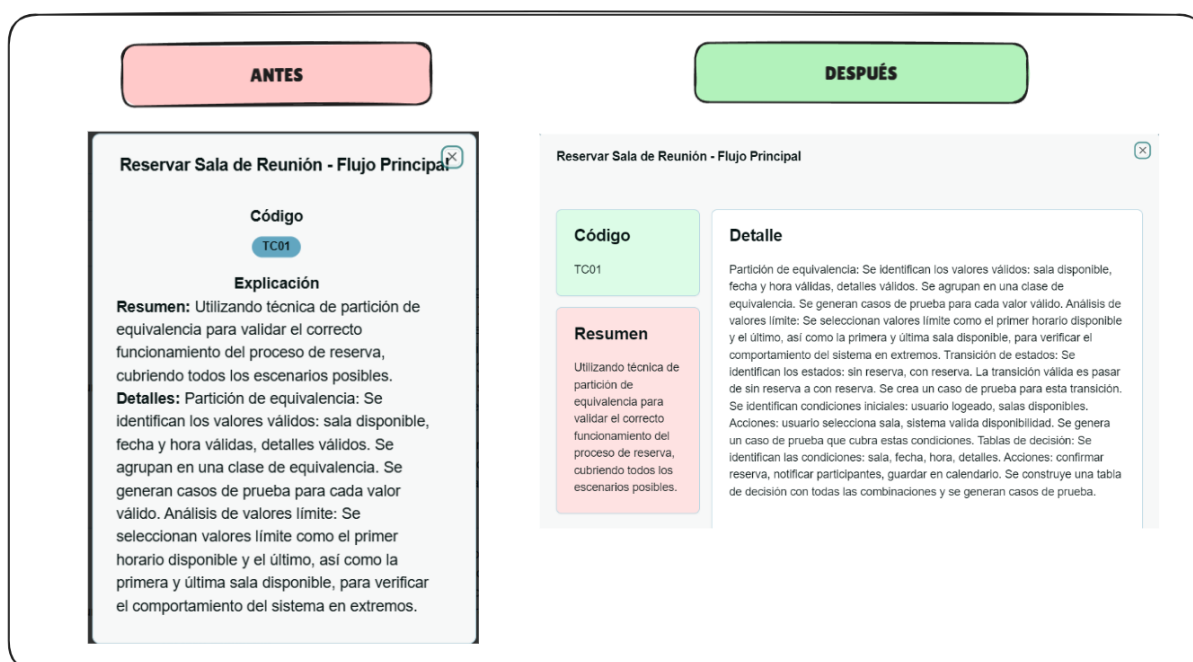 ANTES
Reservar Sala de Reunión - Flujo Principal
Código
TC01
Explicación
Resumen: Utilizando técnica de partición de
equivalencia para validar el correcto
funcionamiento del proceso de reserva,
cubriendo todos los escenarios posibles.
Detalles: Partición de equivalencia: Se
identifican los valores válidos: sala disponible,
fecha y hora válidas, detalles válidos. Se
agrupan en una clase de equivalencia. Se
generan casos de prueba para cada valor
válido. Análisis de valores límite: Se
seleccionan valores límite como el primer
horario disponible y el último, así como la
primera y última sala disponible, para verificar
el comportamiento del sistema en extremos.
DESPUÉS
Reservar Sala de Reunión - Flujo Principal
Código
TC01
Resumen
Utilizando técnica de
partición de
equivalencia para
validar el correcto
funcionamiento del
proceso de reserva,
cubriendo todos los
escenarios posibles.
Detalle
Partición de equivalencia: Se identifican los valores válidos: sala disponible,
fecha y hora válidas, detalles válidos. Se agrupan en una clase de
equivalencia. Se generan casos de prueba para cada valor válido. Análisis de
valores límite: Se seleccionan valores límite como el primer horario disponible
y el último, así como la primera y última sala disponible, para verificar el
comportamiento del sistema en extremos. Transición de estados: Se
identifican los estados: sin reserva, con reserva. La transición válida es pasar
de sin reserva a con reserva. Se crea un caso de prueba para esta transición.
Se identifican condiciones iniciales: usuario logeado, salas disponibles.
Acciones: usuario selecciona sala, sistema valida disponibilidad. Se genera
un caso de prueba que cubra estas condiciones. Tablas de decisión: Se
identifican las condiciones: sala, fecha, hora, detalles. Acciones: confirmar
reserva, notificar participantes, guardar en calendario. Se construye una tabla
de decisión con todas las combinaciones y se generan casos de prueba.